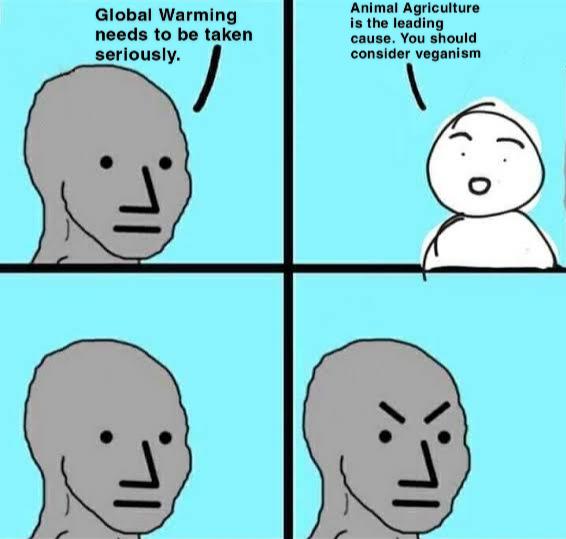 Global Warming
needs to be taken
seriously.
Animal Agriculture
is the leading
cause. You should
consider veganism